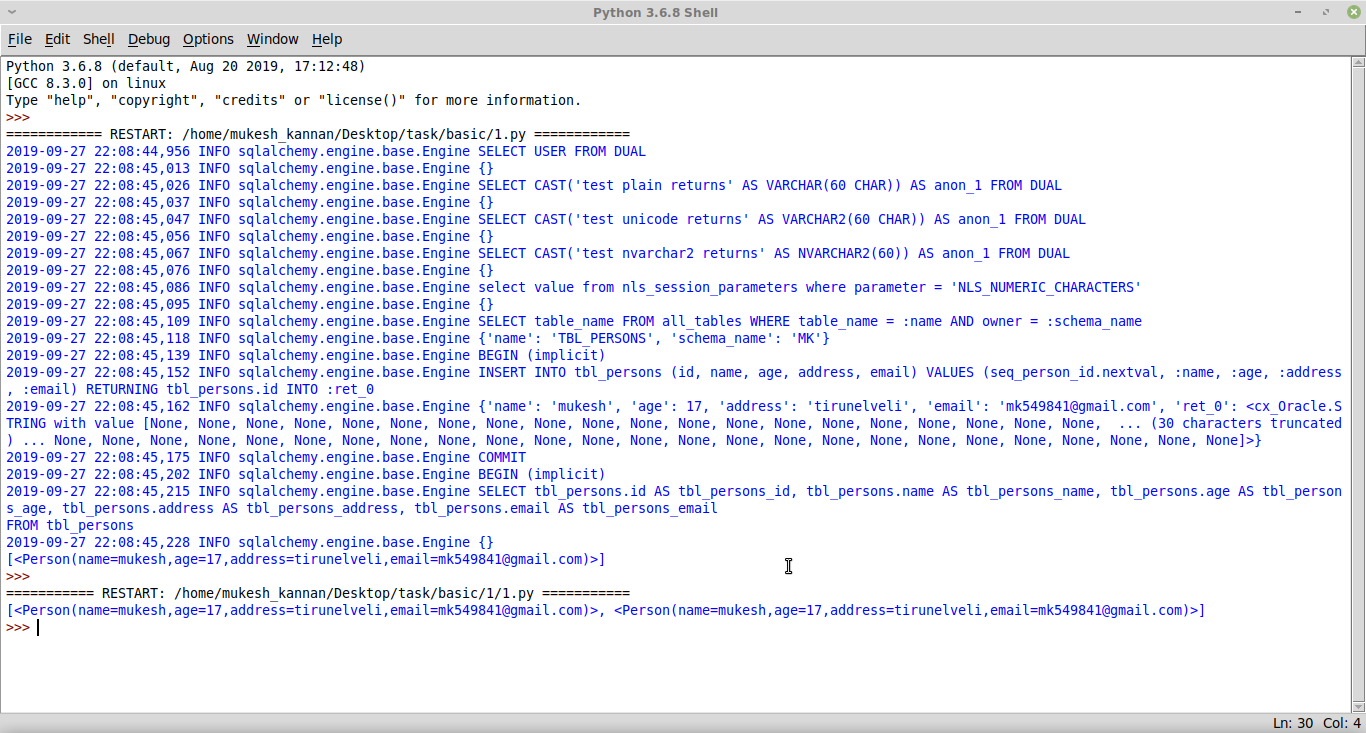 Python 3.6.8 Shell
File Edit Shell Debug Options Window Help
Python 3.6.8 (default, Aug 20 2019, 17:12:48)
[GCC 8.3.0] on linux
Type "help", "copyright", "credits" or "license()" for more information.
>>>
============ RESTART: /home/mukesh_kannan/Desktop/task/basic/1.py ============
2019-09-27 22:08:44,956 INFO sqlalchemy.engine.base.Engine SELECT USER FROM DUAL
2019-09-27 22:08:45,013 INFO sqlalchemy.engine.base.Engine {}
2019-09-27 22:08:45,026 INFO sqlalchemy.engine.base.Engine SELECT CAST('test plain returns' AS VARCHAR(60 CHAR)) AS anon_1 FROM DUAL
2019-09-27 22:08:45,037 INFO sqlalchemy.engine.base.Engine {}
2019-09-27 22:08:45,047 INFO sqlalchemy.engine.base.Engine SELECT CAST('test unicode returns' AS VARCHAR2(60 CHAR)) AS anon_1 FROM DUAL
2019-09-27 22:08:45,056 INFO sqlalchemy.engine.base.Engine {}
2019-09-27 22:08:45,067 INFO sqlalchemy.engine.base.Engine SELECT CAST('test nvarchar2 returns' AS NVARCHAR2(60)) AS anon_1 FROM DUAL
2019-09-27 22:08:45,076 INFO sqlalchemy.engine.base.Engine {}
2019-09-27 22:08:45,086 INFO sqlalchemy.engine.base.Engine select value from nls_session_parameters where parameter = 'NLS_NUMERIC_CHARACTERS'
2019-09-27 22:08:45,095 INFO sqlalchemy.engine.base.Engine {}
2019-09-27 22:08:45,109 INFO sqlalchemy.engine.base.Engine SELECT table_name FROM all_tables WHERE table_name = :name AND owner = :schema_name
2019-09-27 22:08:45,118 INFO sqlalchemy.engine.base.Engine {'name': 'TBL_PERSONS', 'schema_name': 'MK'}
2019-09-27 22:08:45,139 INFO sqlalchemy.engine.base.Engine BEGIN (implicit)
2019-09-27 22:08:45,152 INFO sqlalchemy.engine.base.Engine INSERT INTO tbl_persons (id, name, age, address, email) VALUES (seq_person_id.nextval, :name, :age, :address
, :email) RETURNING tbl_persons.id INTO :ret_0
2019-09-27 22:08:45,162 INFO sqlalchemy.engine.base.Engine {'name': 'mukesh', 'age': 17, 'address': 'tirunelveli', 'email': 'mk549841@gmail.com', 'ret_0': <cx_Oracle.S
TRING with value [None, None, None, None, None, None, None, None, None, None, None, None, None, None, None, None, None, None, None, None,  ... (30 characters truncated
) ... None, None, None, None, None, None, None, None, None, None, None, None, None, None, None, None, None, None, None, None, None, None, None, None, None]>}
2019-09-27 22:08:45,175 INFO sqlalchemy.engine.base.Engine COMMIT
2019-09-27 22:08:45,202 INFO sqlalchemy.engine.base.Engine BEGIN (implicit)
2019-09-27 22:08:45,215 INFO sqlalchemy.engine.base.Engine SELECT tbl_persons.id AS tbl_persons_id, tbl_persons.name AS tbl_persons_name, tbl_persons.age AS tbl_person
s_age, tbl_persons.address AS tbl_persons_address, tbl_persons.email AS tbl_persons_email
FROM tbl_persons
2019-09-27 22:08:45,228 INFO sqlalchemy.engine.base.Engine {}
[<Person(name=mukesh,age=17,address=tirunelveli,email=mk549841@gmail.com)>]
>>>
=========== RESTART: /home/mukesh_kannan/Desktop/task/basic/1/1.py ===========
[<Person(name=mukesh,age=17,address=tirunelveli,email=mk549841@gmail.com)>, <Person(name=mukesh,age=17,address=tirunelveli,email=mk549841@gmail.com)>]
>>>
Ln: 30 Col: 4